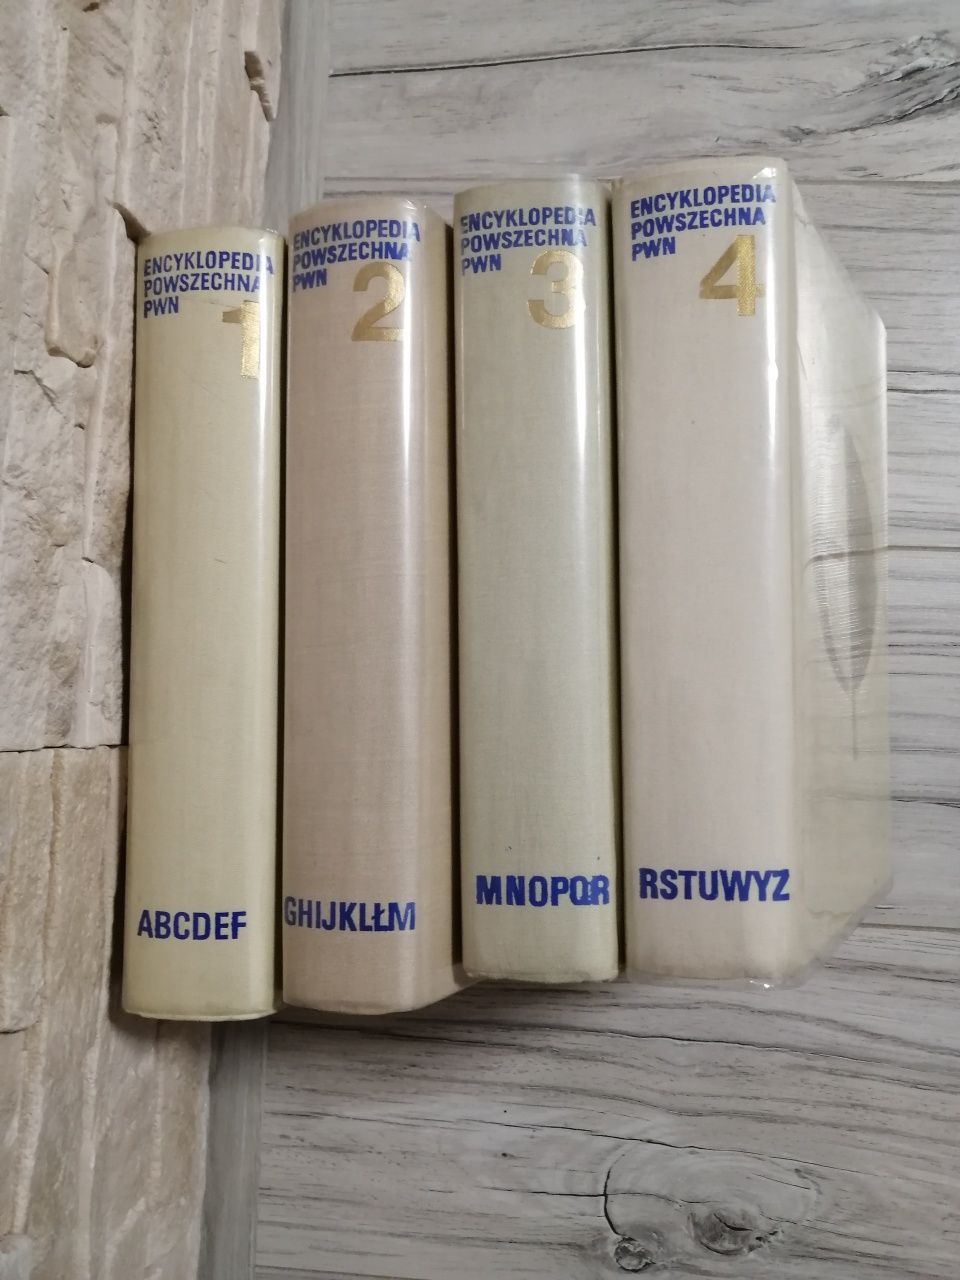 ENCYKLOPEDIA
POWSZECHNA
PWN
1
ABCDEF
ENCYKLOPEDIA
POWSZECHNA
PWN
2
GHIJKLŁM
ENCYKLOPEDIA
POWSZECHNA
PWN
3
MNOPQR
ENCYKLOPEDIA
POWSZECHNA
PWN
4
RSTUWYZ